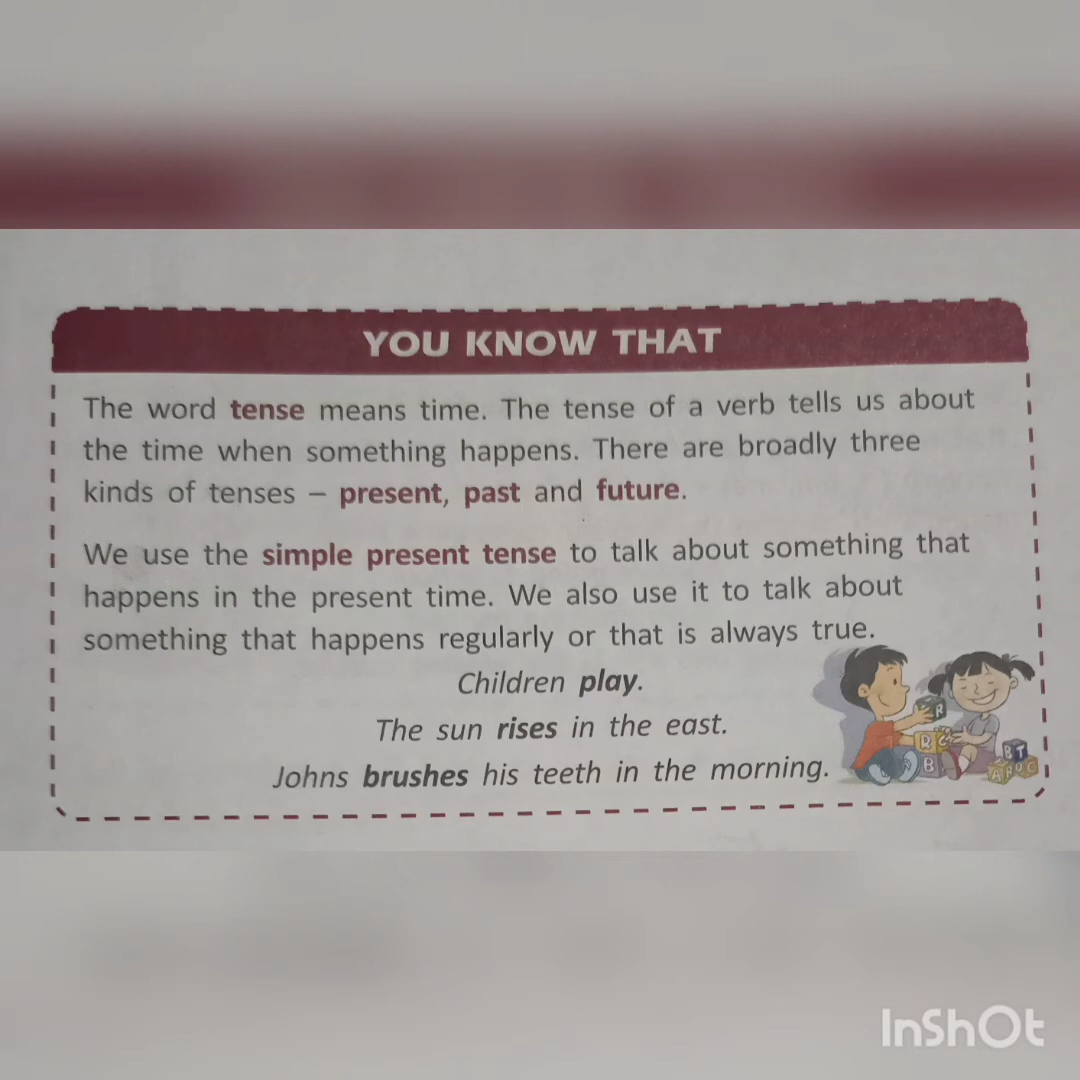 YOU KNOW THAT
The word tense means time. The tense of a verb tells us about
the time when something happens. There are broadly three
kinds of tenses – present, past and future.
We use the simple present tense to talk about something that
happens in the present time. We also use it to talk about
something that happens regularly or that is always true.
Children play.
The sun rises in the east.
Johns brushes his teeth in the morning.
R
R C
B
B T
A
InShOt